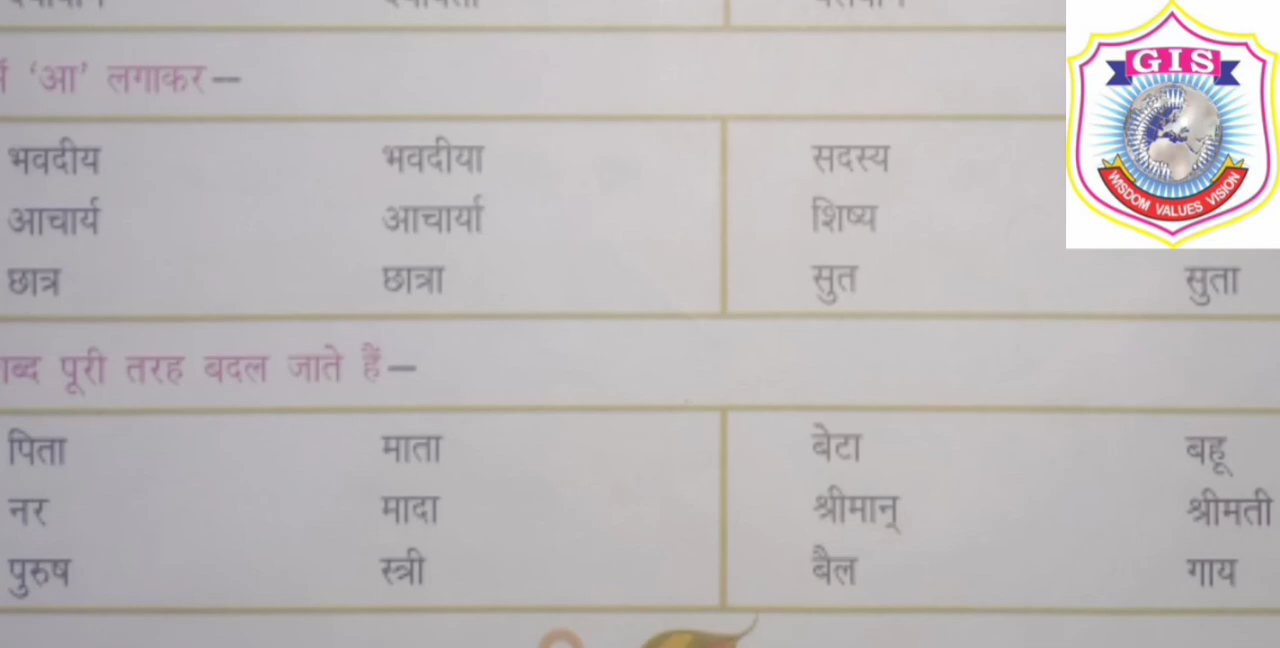 'आ' लगाकर—
भवदीय भवदीया सदस्य
आचार्य आचार्या शिष्य
छात्र छात्रा सुत सुता
पूरी तरह बदल जाते हैं—
पिता माता बेटा बहू
नर मादा श्रीमान् श्रीमती
पुरुष स्त्री बैल गाय
GIS
WISDOM VALUES VISION